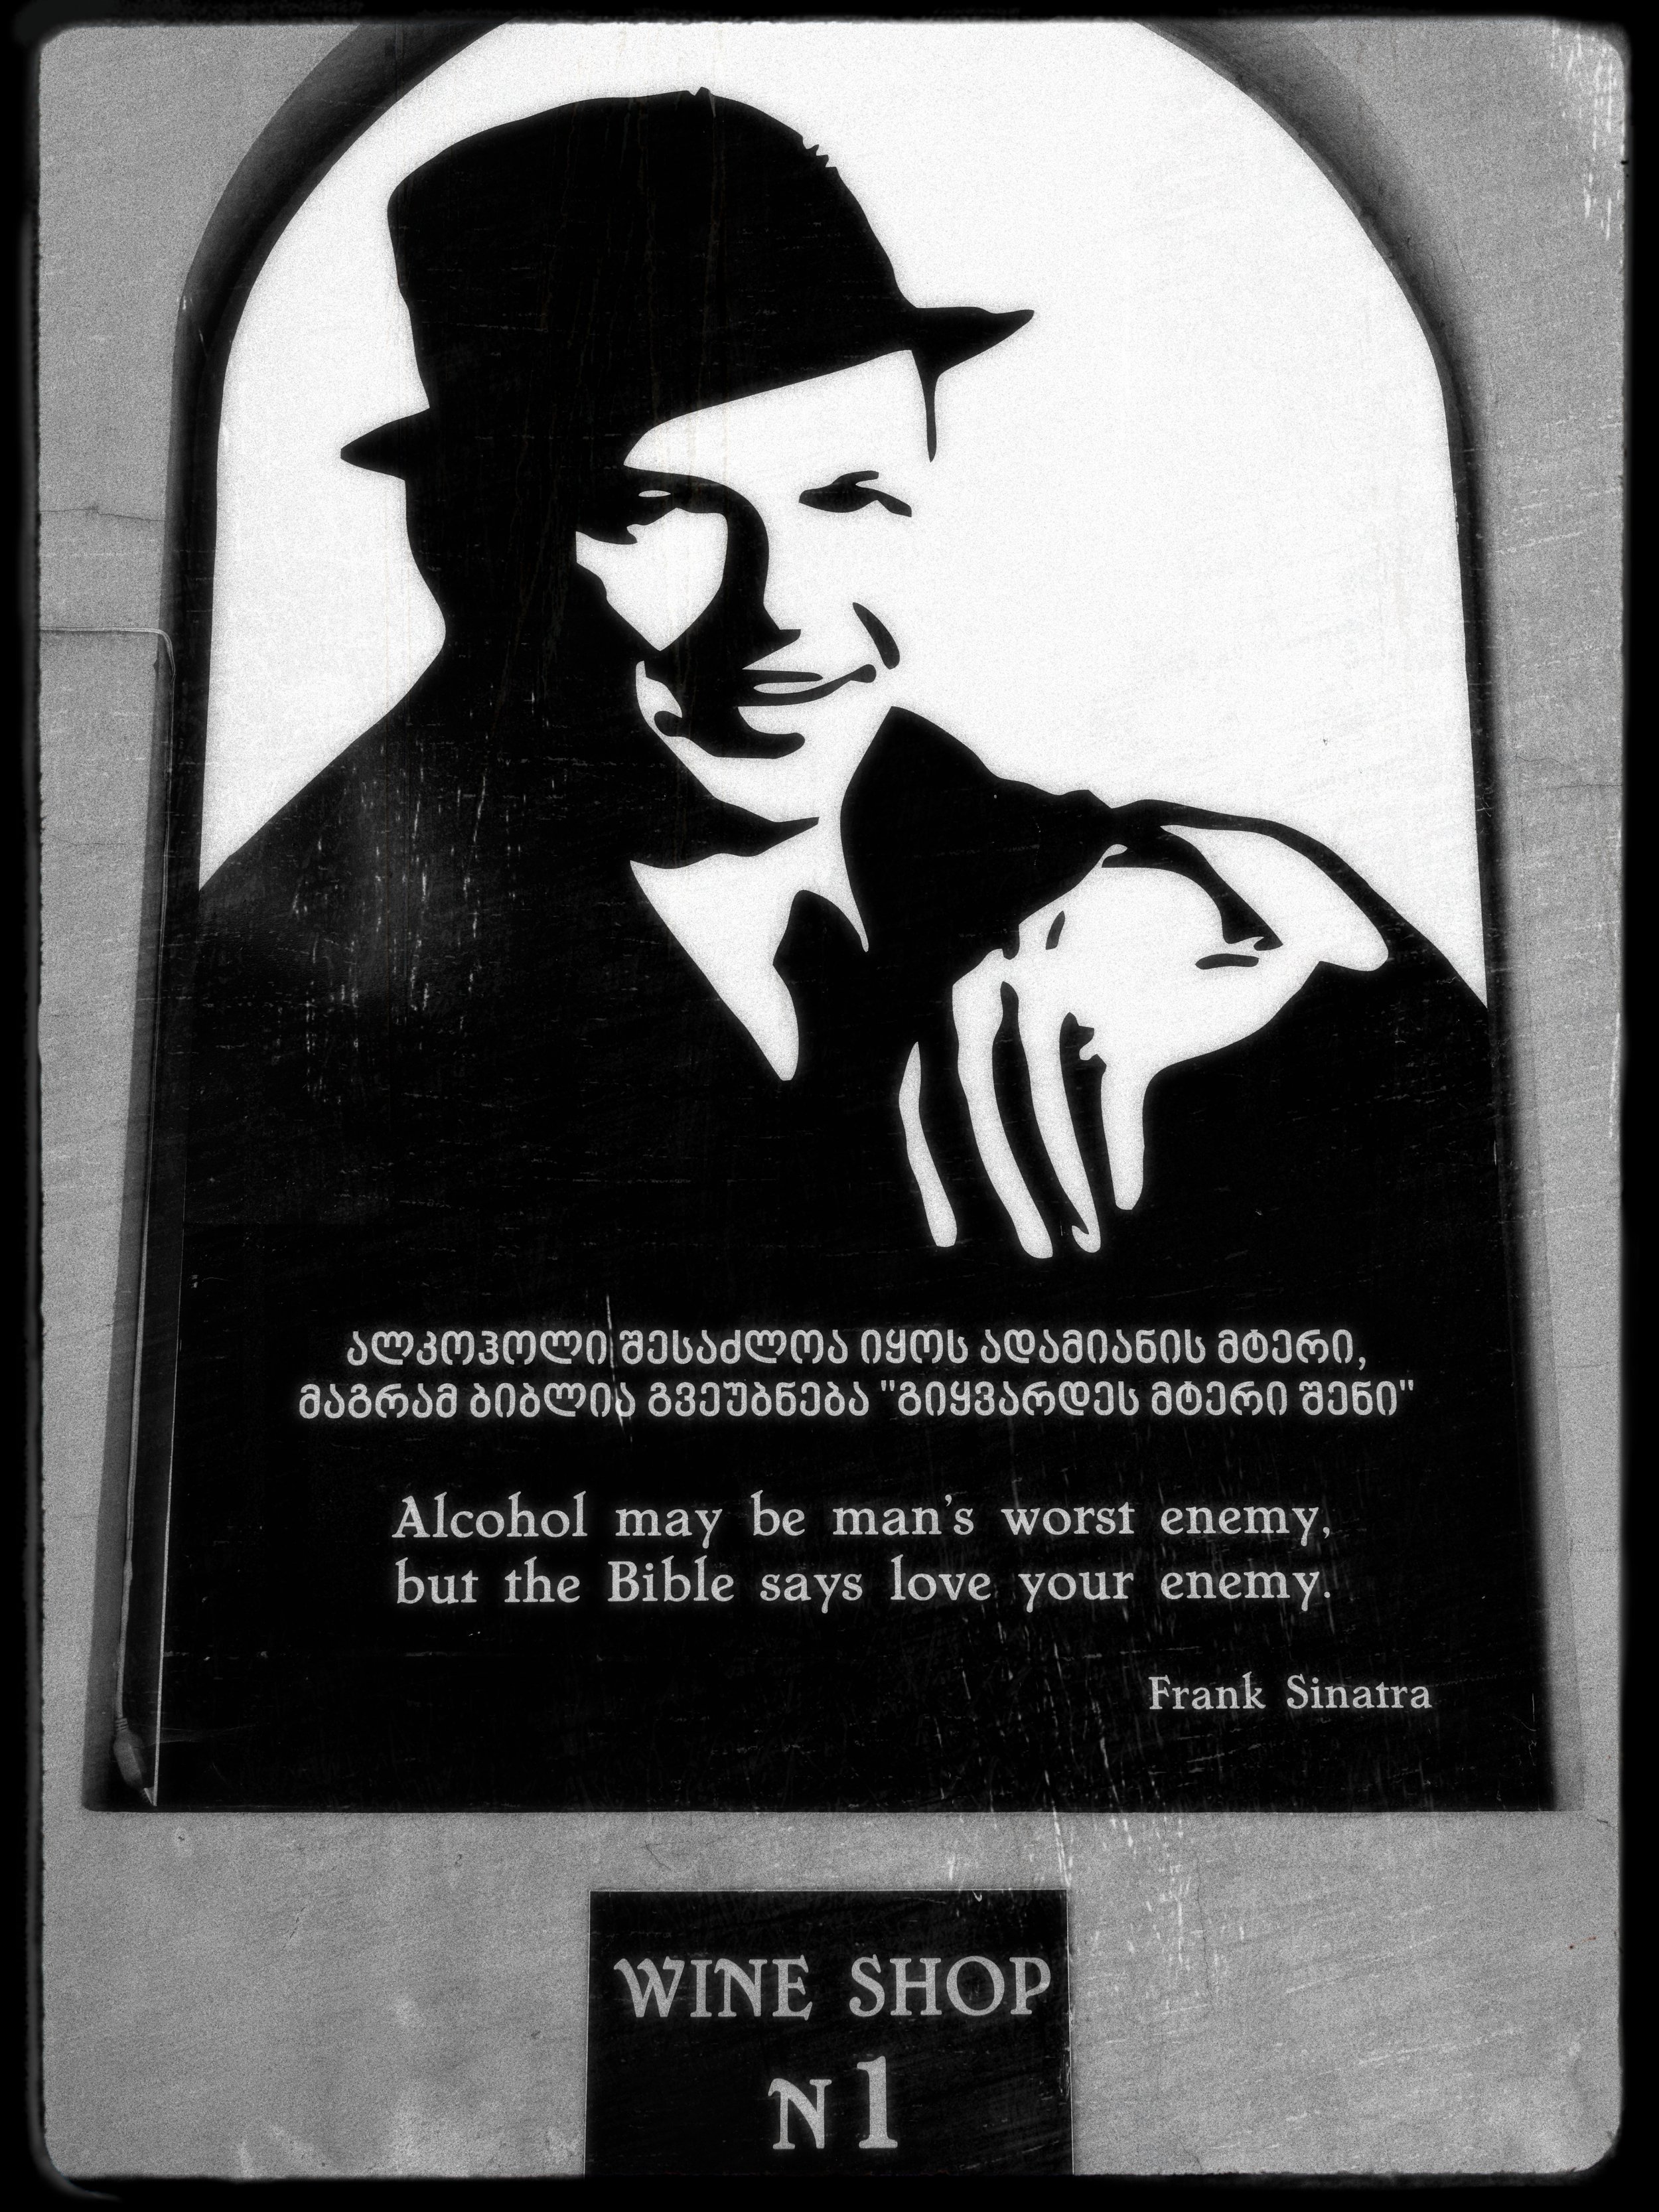 ალკოჰოლი შესაძლოა იყოს ადამიანის მტერი,
მაგრამ ბიბლია გვეუბნება "გიყვარდეს მტერი შენი"
Alcohol may be man's worst enemy,
but the Bible says love your enemy.
Frank Sinatra
WINE SHOP
N1